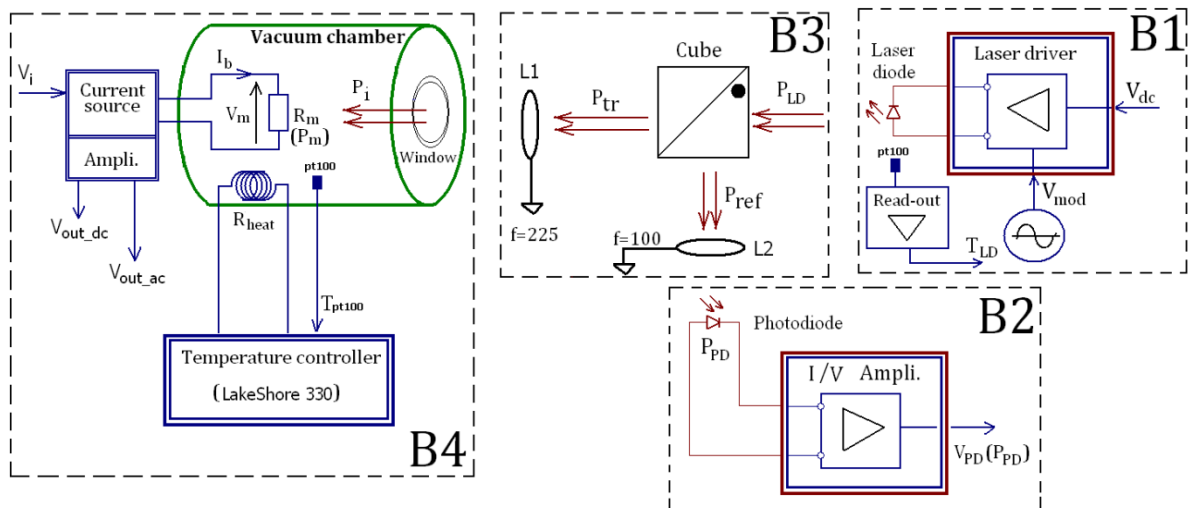 Vacuum chamber
V_i
Current
source
Ampli.
I_b
V_m
R_m
(P_m)
P_i
Window
pt100
R_heat
V_out_dc
V_out_ac
T_pt100
Temperature controller
(LakeShore 330)
B4
B3
Cube
L1
P_tr
P_LD
P_ref
f=225
f=100
L2
B1
Laser
diode
Laser driver
V_dc
pt100
Read-out
V_mod
T_LD
B2
Photodiode
P_PD
I/V Ampli.
V_PD(P_PD)